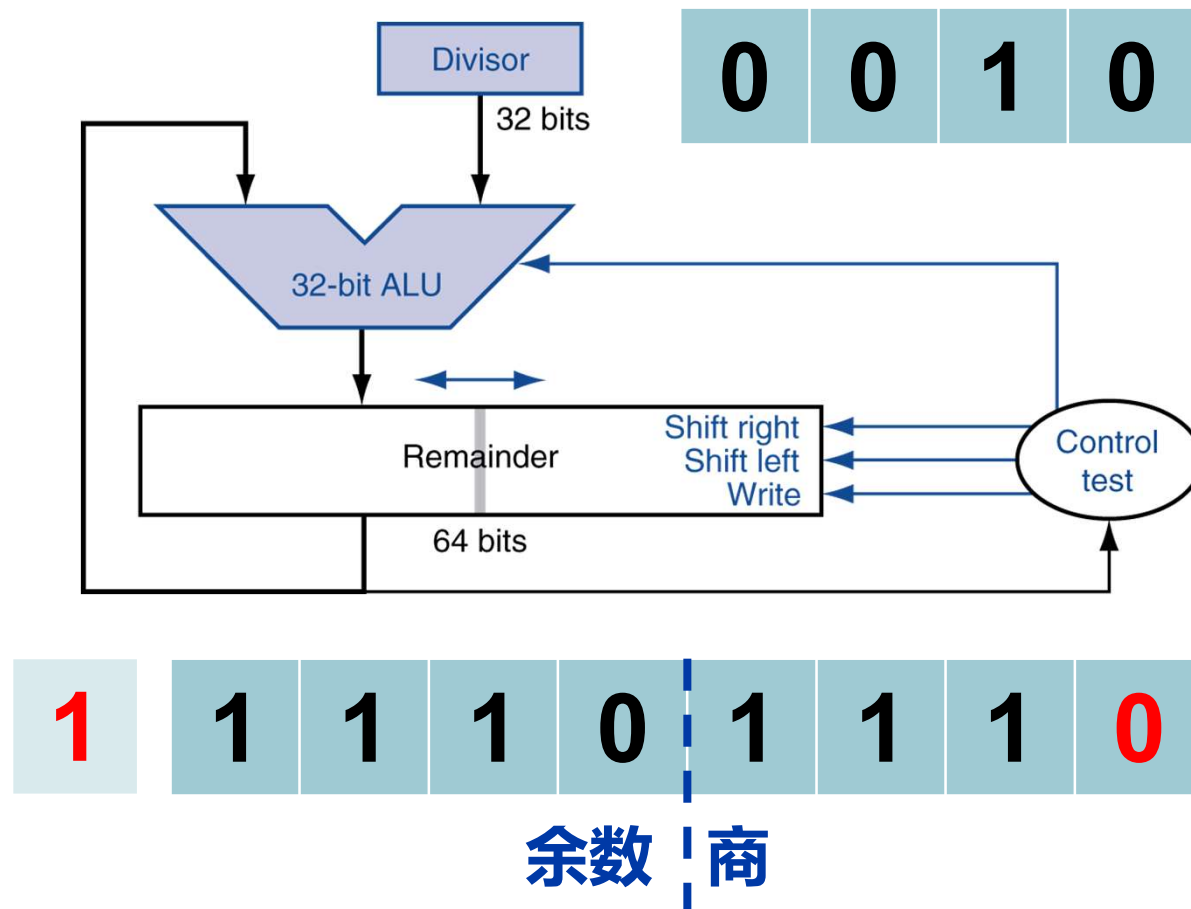 Divisor
0 0 1 0
32 bits
32-bit ALU
Remainder
Shift right
Shift left
Write
Control
test
64 bits
1 1 1 1 0 1 1 1 0
余数 商